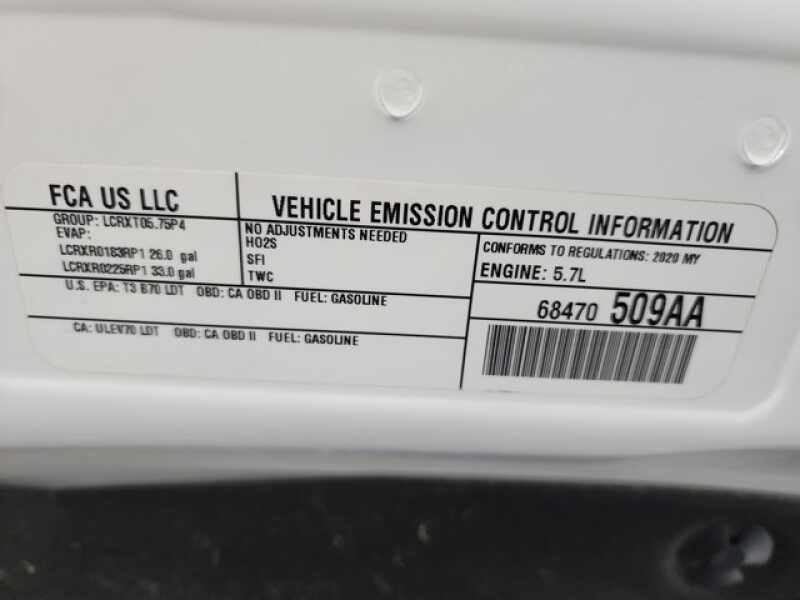 FCA US LLC
GROUP: LCRXT05.75P4
EVAP:
LCRXR0183RP1 26.0 gal
LCRXR0225RP1 33.0 gal
VEHICLE EMISSION CONTROL INFORMATION
NO ADJUSTMENTS NEEDED
HO2S
SFI
TWC
CONFORMS TO REGULATIONS: 2020 MY
ENGINE: 5.7L
U.S. EPA: T3 B70 LDT OBD: CA OBD II FUEL: GASOLINE
CA: ULEV70 LDT OBD: CA OBD II FUEL: GASOLINE
68470 509AA